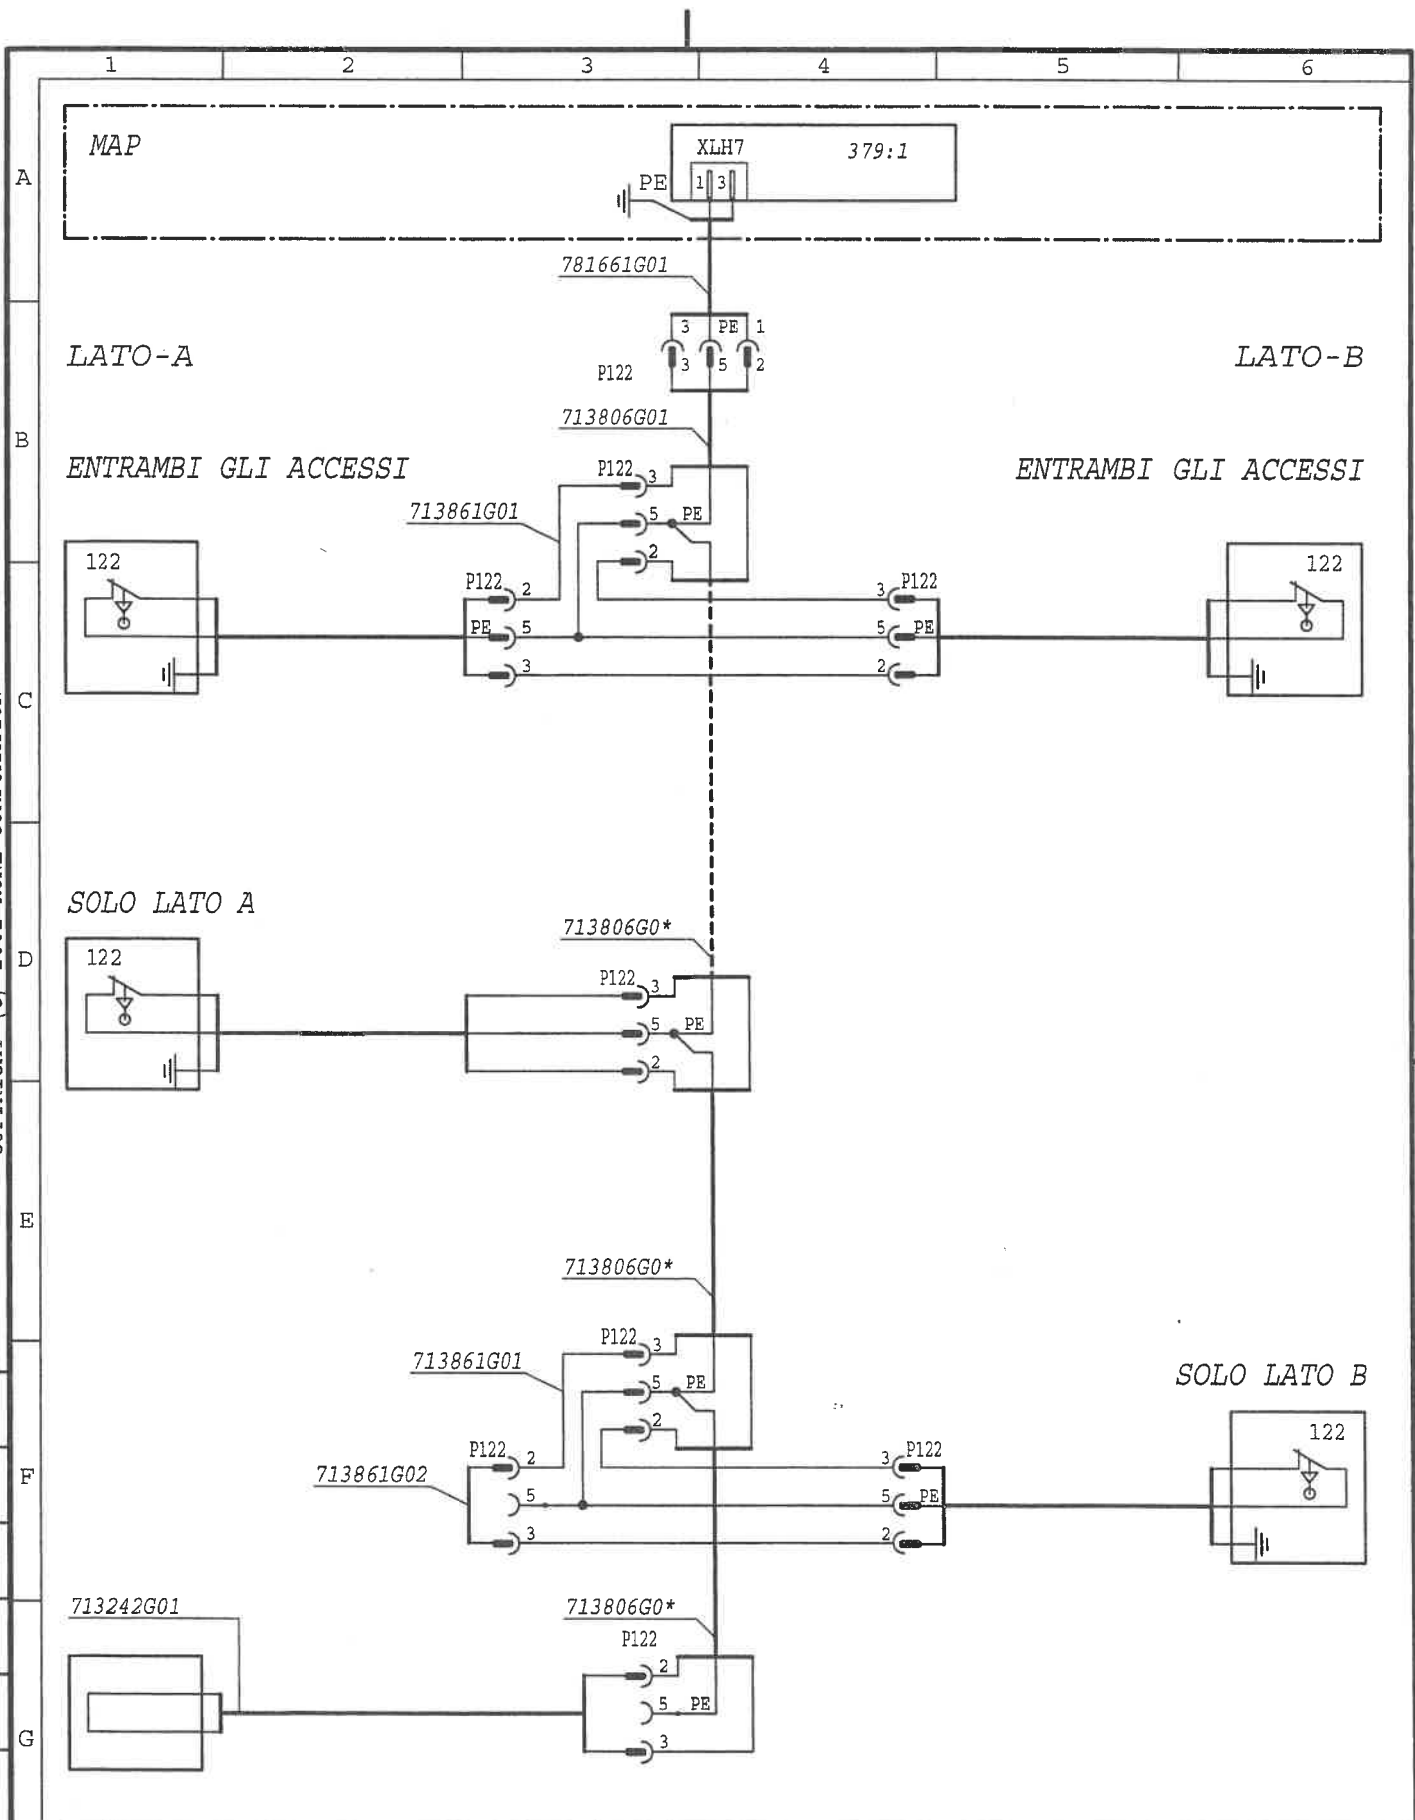 1 2 3 4 5 6
A
MAP
XLH7 379:1
PE 1 3
781661G01
3 PE 1
3 5 2
P122
LATO-A
LATO-B
B
713806G01
ENTRAMBI GLI ACCESSI
ENTRAMBI GLI ACCESSI
P122 3
713861G01
5 PE
2
122
122
P122 2
3 P122
PE 5
5 PE
3
2
C
SOLO LATO A
713806G0*
D
122
P122 3
5 PE
2
E
713806G0*
P122 3
713861G01
5 PE
SOLO LATO B
2
122
P122 2
3 P122
F
713861G02
5
5 PE
3
2
713242G01
713806G0*
P122
2
5 PE
G
3